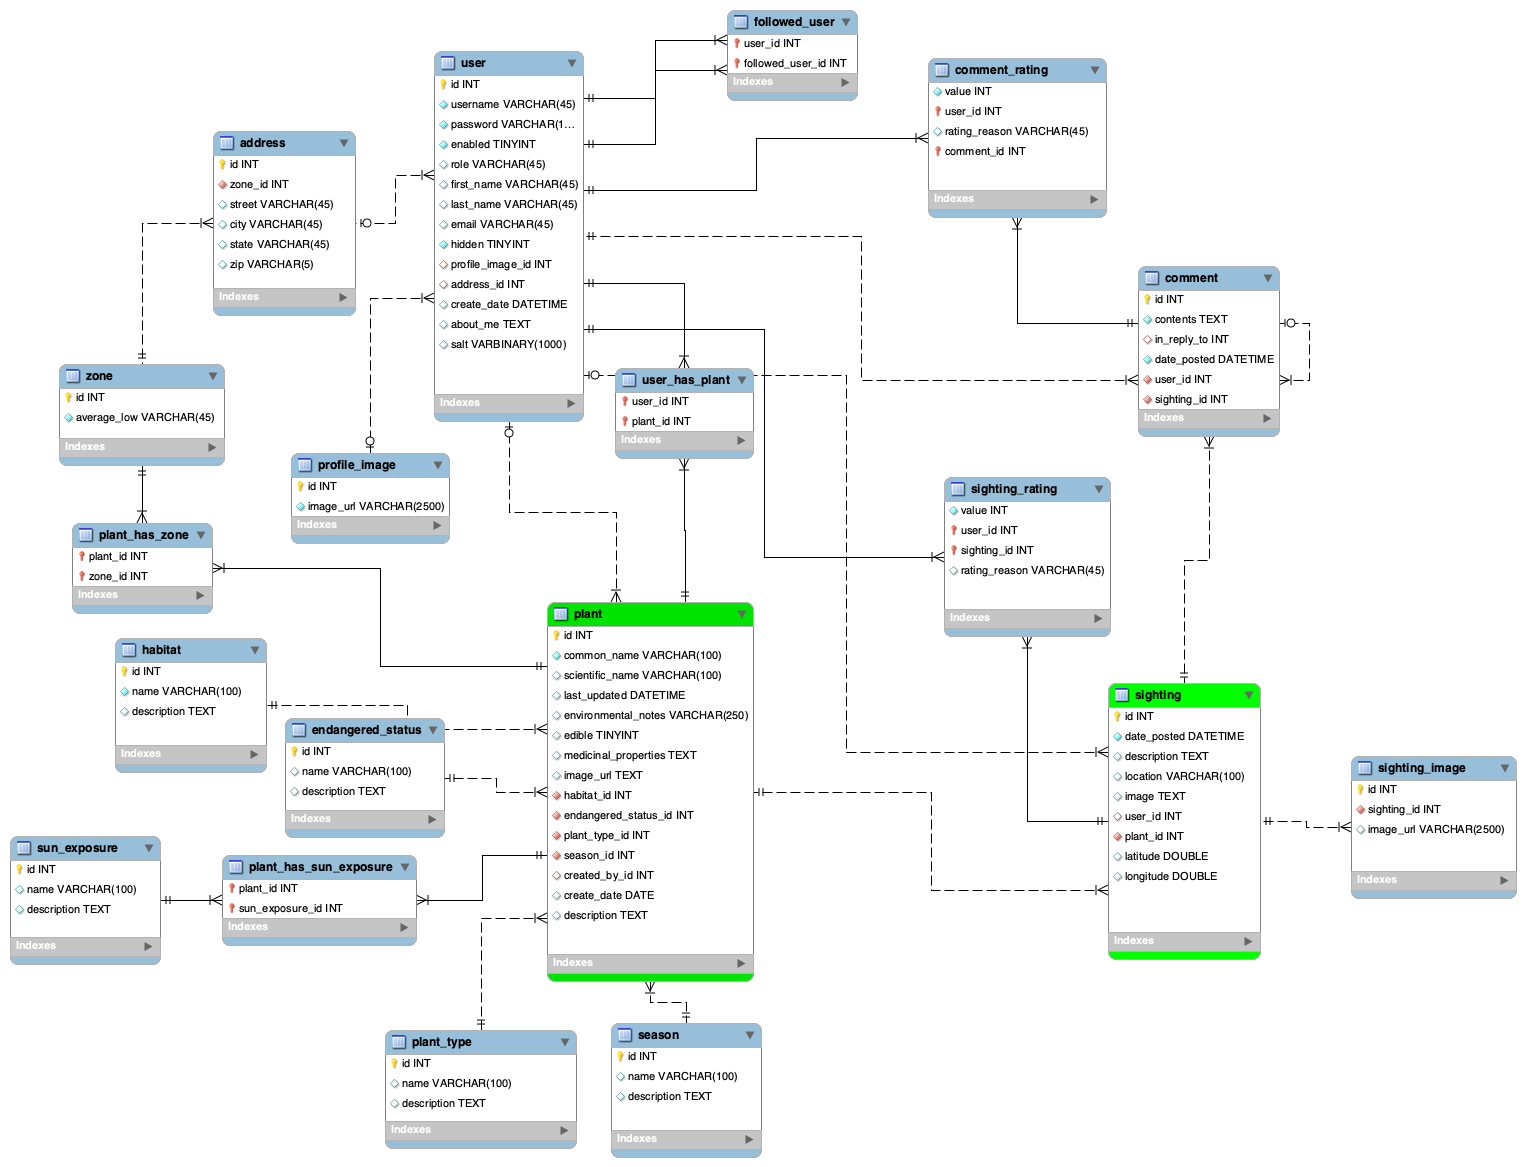 followed_user
user_id INT
followed_user_id INT
Indexes
user
id INT
username VARCHAR(45)
password VARCHAR(1...
enabled TINYINT
role VARCHAR(45)
first_name VARCHAR(45)
last_name VARCHAR(45)
email VARCHAR(45)
hidden TINYINT
profile_image_id INT
address_id INT
create_date DATETIME
about_me TEXT
salt VARBINARY(1000)
Indexes
comment_rating
value INT
user_id INT
rating_reason VARCHAR(45)
comment_id INT
Indexes
address
id INT
zone_id INT
street VARCHAR(45)
city VARCHAR(45)
state VARCHAR(45)
zip VARCHAR(5)
Indexes
comment
id INT
contents TEXT
in_reply_to INT
date_posted DATETIME
user_id INT
sighting_id INT
Indexes
zone
id INT
average_low VARCHAR(45)
Indexes
user_has_plant
user_id INT
plant_id INT
Indexes
profile_image
id INT
image_url VARCHAR(2500)
Indexes
sighting_rating
value INT
user_id INT
sighting_id INT
rating_reason VARCHAR(45)
Indexes
plant_has_zone
plant_id INT
zone_id INT
Indexes
plant
id INT
common_name VARCHAR(100)
scientific_name VARCHAR(100)
last_updated DATETIME
environmental_notes VARCHAR(250)
edible TINYINT
medicinal_properties TEXT
image_url TEXT
habitat_id INT
endangered_status_id INT
plant_type_id INT
season_id INT
created_by_id INT
create_date DATE
description TEXT
Indexes
habitat
id INT
name VARCHAR(100)
description TEXT
Indexes
sighting
id INT
date_posted DATETIME
description TEXT
location VARCHAR(100)
image TEXT
user_id INT
plant_id INT
latitude DOUBLE
longitude DOUBLE
Indexes
endangered_status
id INT
name VARCHAR(100)
description TEXT
Indexes
sighting_image
id INT
sighting_id INT
image_url VARCHAR(2500)
Indexes
sun_exposure
id INT
name VARCHAR(100)
description TEXT
Indexes
plant_has_sun_exposure
plant_id INT
sun_exposure_id INT
Indexes
plant_type
id INT
name VARCHAR(100)
description TEXT
Indexes
season
id INT
name VARCHAR(100)
description TEXT
Indexes